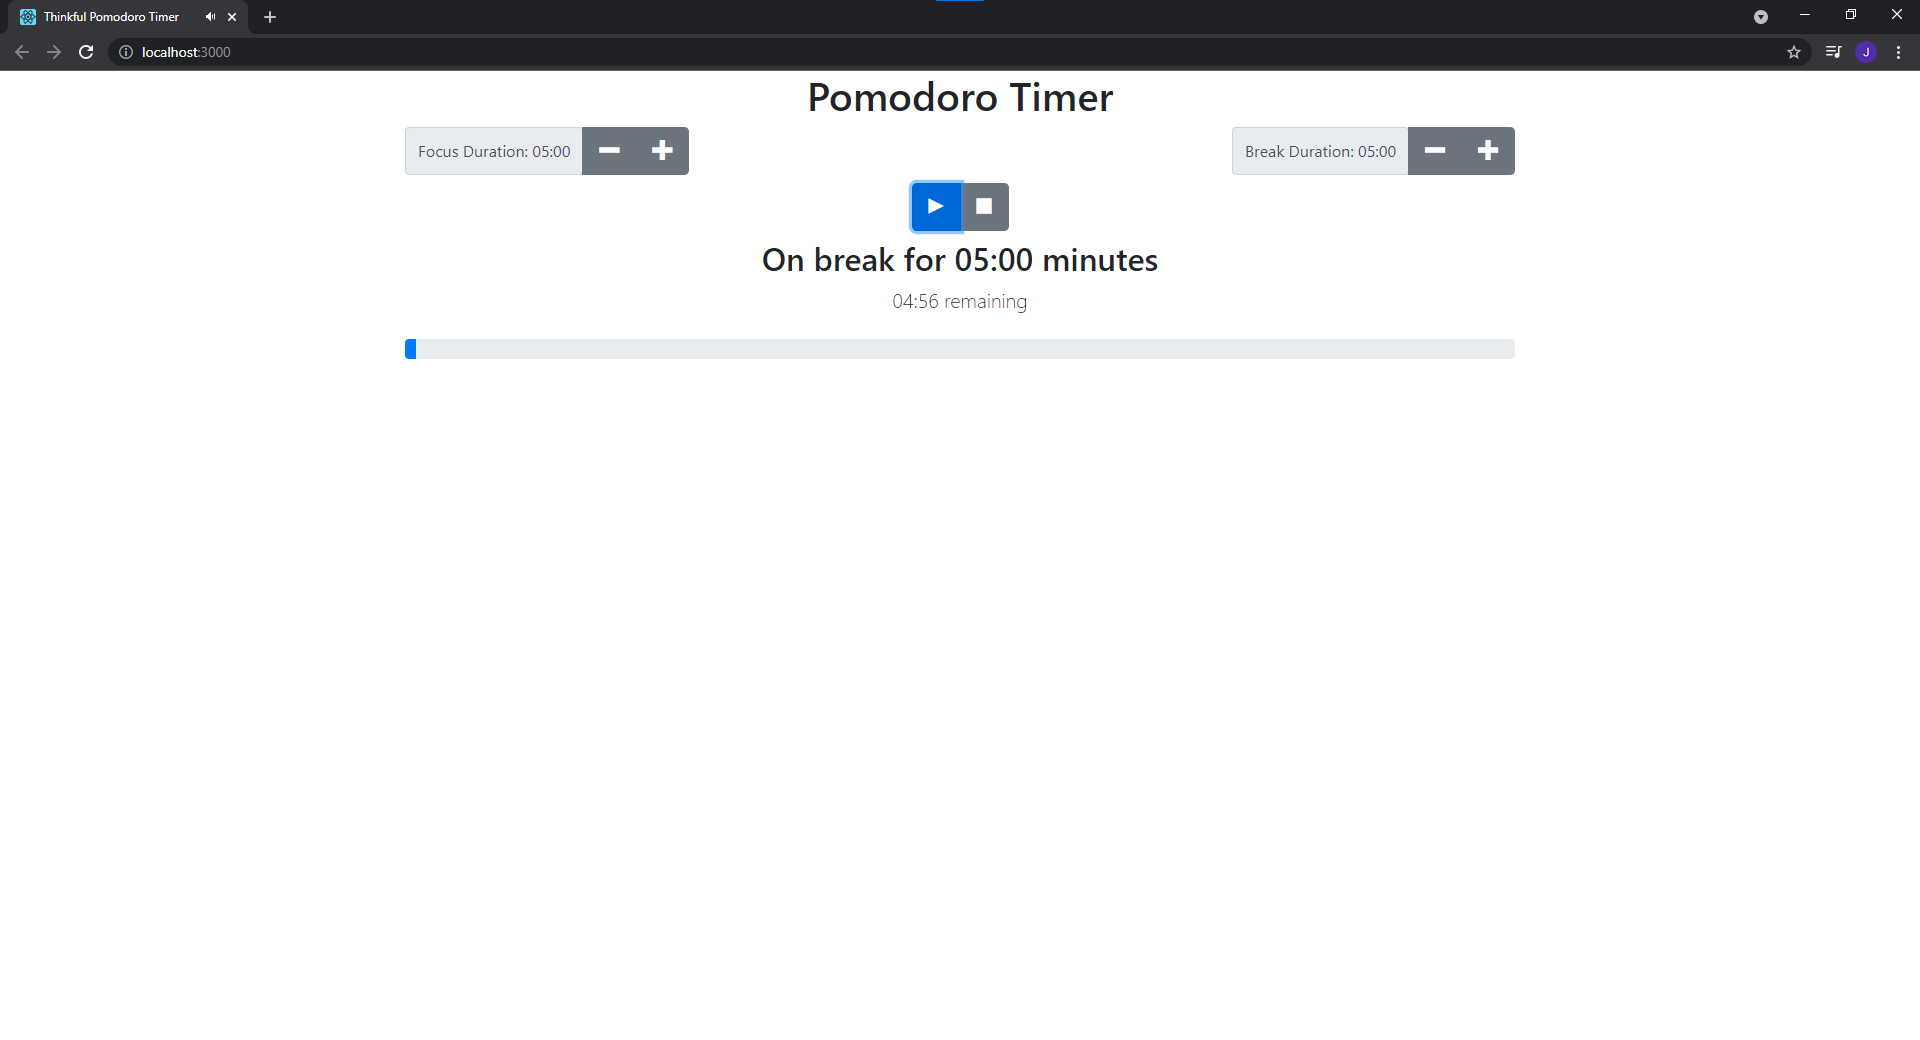 Thinkful Pomodoro Timer
localhost:3000
J
Pomodoro Timer
Focus Duration: 05:00
Break Duration: 05:00
On break for 05:00 minutes
04:56 remaining